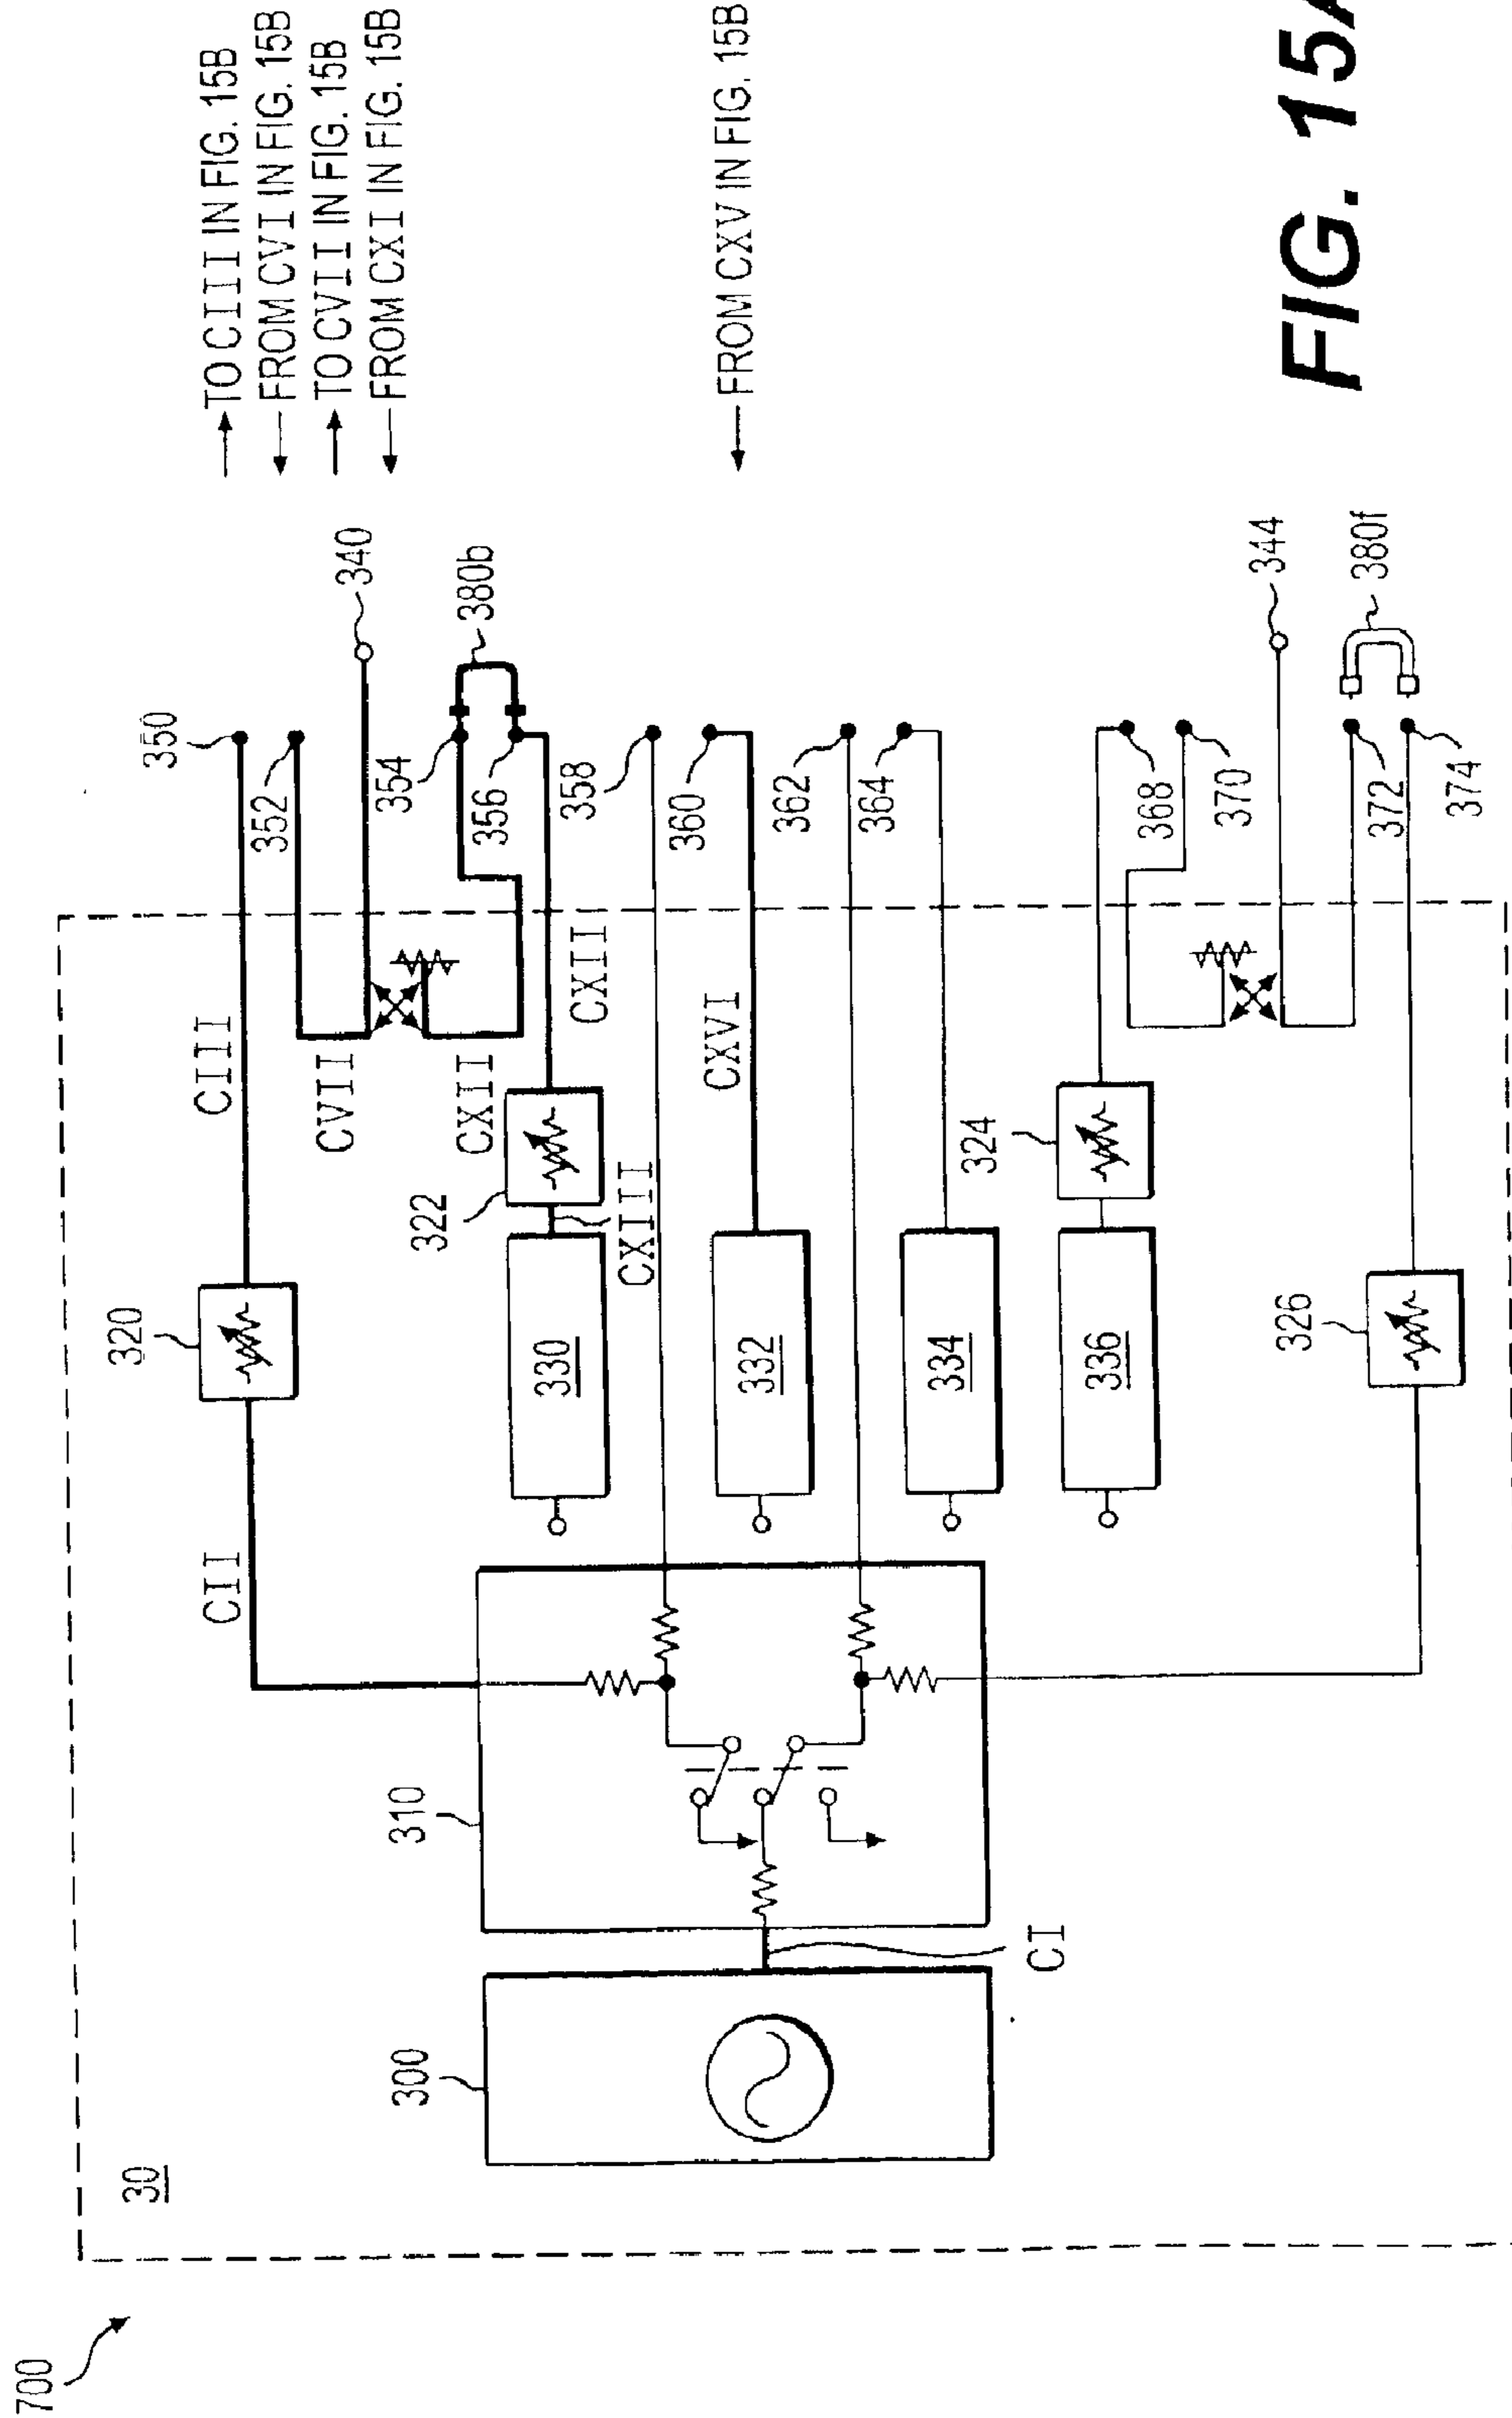 700
30
300
310
CI
CII
320
CIII
350
352
CVII
340
354
380b
356
CXII
322
CXII
CXIII
330
358
332
CXVI
360
362
334
364
336
324
368
370
344
326
372
380f
374
TO CIII IN FIG. 15B
FROM CVI IN FIG. 15B
TO CVII IN FIG. 15B
FROM CXI IN FIG. 15B
FROM CXV IN FIG. 15B
FIG. 15A